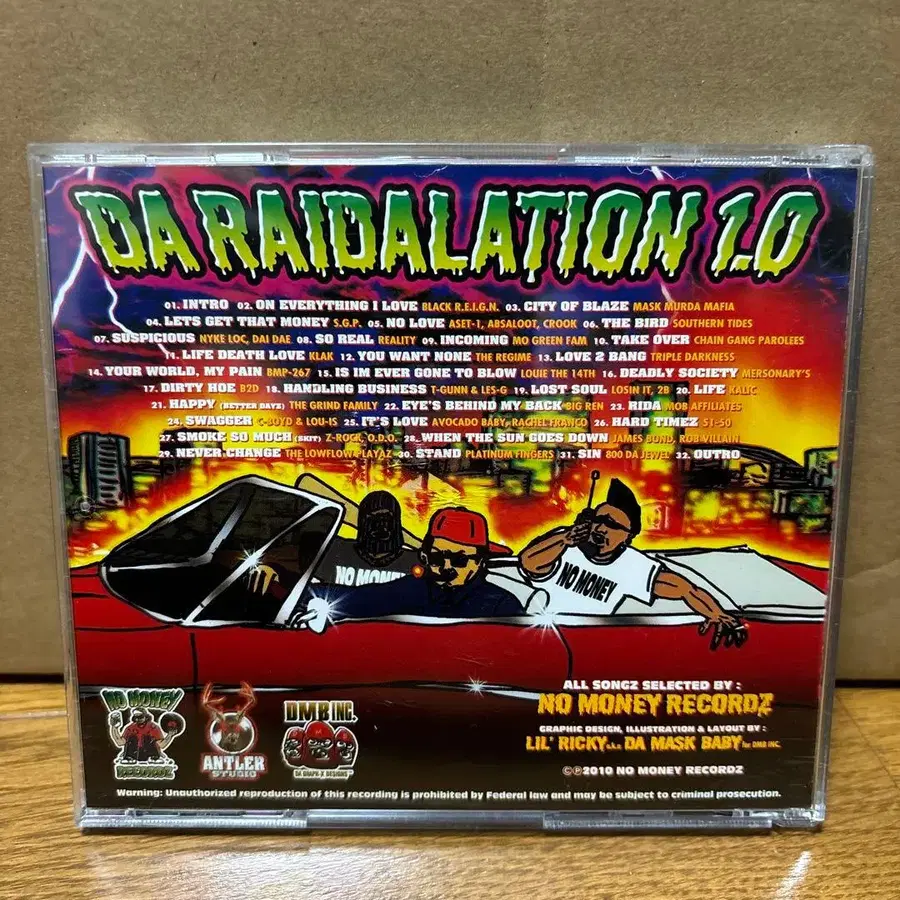 DA RAIDALATION 1.0
01. INTRO 02. ON EVERYTHING I LOVE BLACK R.E.I.G.N. 03. CITY OF BLAZE MASK MURDA MAFIA
04. LETS GET THAT MONEY S.G.P. 05. NO LOVE ASET-1, ABSALOOT, CROOK 06. THE BIRD SOUTHERN TIDES
07. SUSPICIOUS NYKE LOC, DAI DAE 08. SO REAL REALITY 09. INCOMING MO GREEN FAM 10. TAKE OVER CHAIN GANG PAROLEES
11. LIFE DEATH LOVE KLAK 12. YOU WANT NONE THE REGIME 13. LOVE 2 BANG TRIPLE DARKNESS
14. YOUR WORLD, MY PAIN BMP-267 15. IS IM EVER GONE TO BLOW LOUIE THE 14TH 16. DEADLY SOCIETY MERSONARY'S
17. DIRTY HOE B2D 18. HANDLING BUSINESS T-GUNN & LES-G 19. LOST SOUL LOSIN IT, 2B 20. LIFE KALIC
21. HAPPY (BETTER DAYZ) THE GRIND FAMILY 22. EYE'S BEHIND MY BACK BIG REN 23. RIDA MOB AFFILIATES
24. SWAGGER C-BOYD & LOU-IS 25. IT'S LOVE AVOCADO BABY, RACHEL FRANCO 26. HARD TIMEZ 51-50
27. SMOKE SO MUCH (SKIT) Z-ROCK, O.D.O. 28. WHEN THE SUN GOES DOWN JAMES BOND, ROB VILLAIN
29. NEVER CHANGE THE LOWFLOW PLAYAZ 30. STAND PLATINUM FINGERS 31. SIN 800 DA JEWEL 32. OUTRO
NO MONEY
NO MONEY
ALL SONGZ SELECTED BY :
NO MONEY RECORDZ
GRAPHIC DESIGN, ILLUSTRATION & LAYOUT BY :
LIL' RICKY a.k.a. DA MASK BABY for DMB INC.
©℗2010 NO MONEY RECORDZ
NO MONEY
RECORDZ
ANTLER
STUDIO
DMB INC.
DA GRAPH-X DESIGNS
Warning: Unauthorized reproduction of this recording is prohibited by Federal law and may be subject to criminal prosecution.